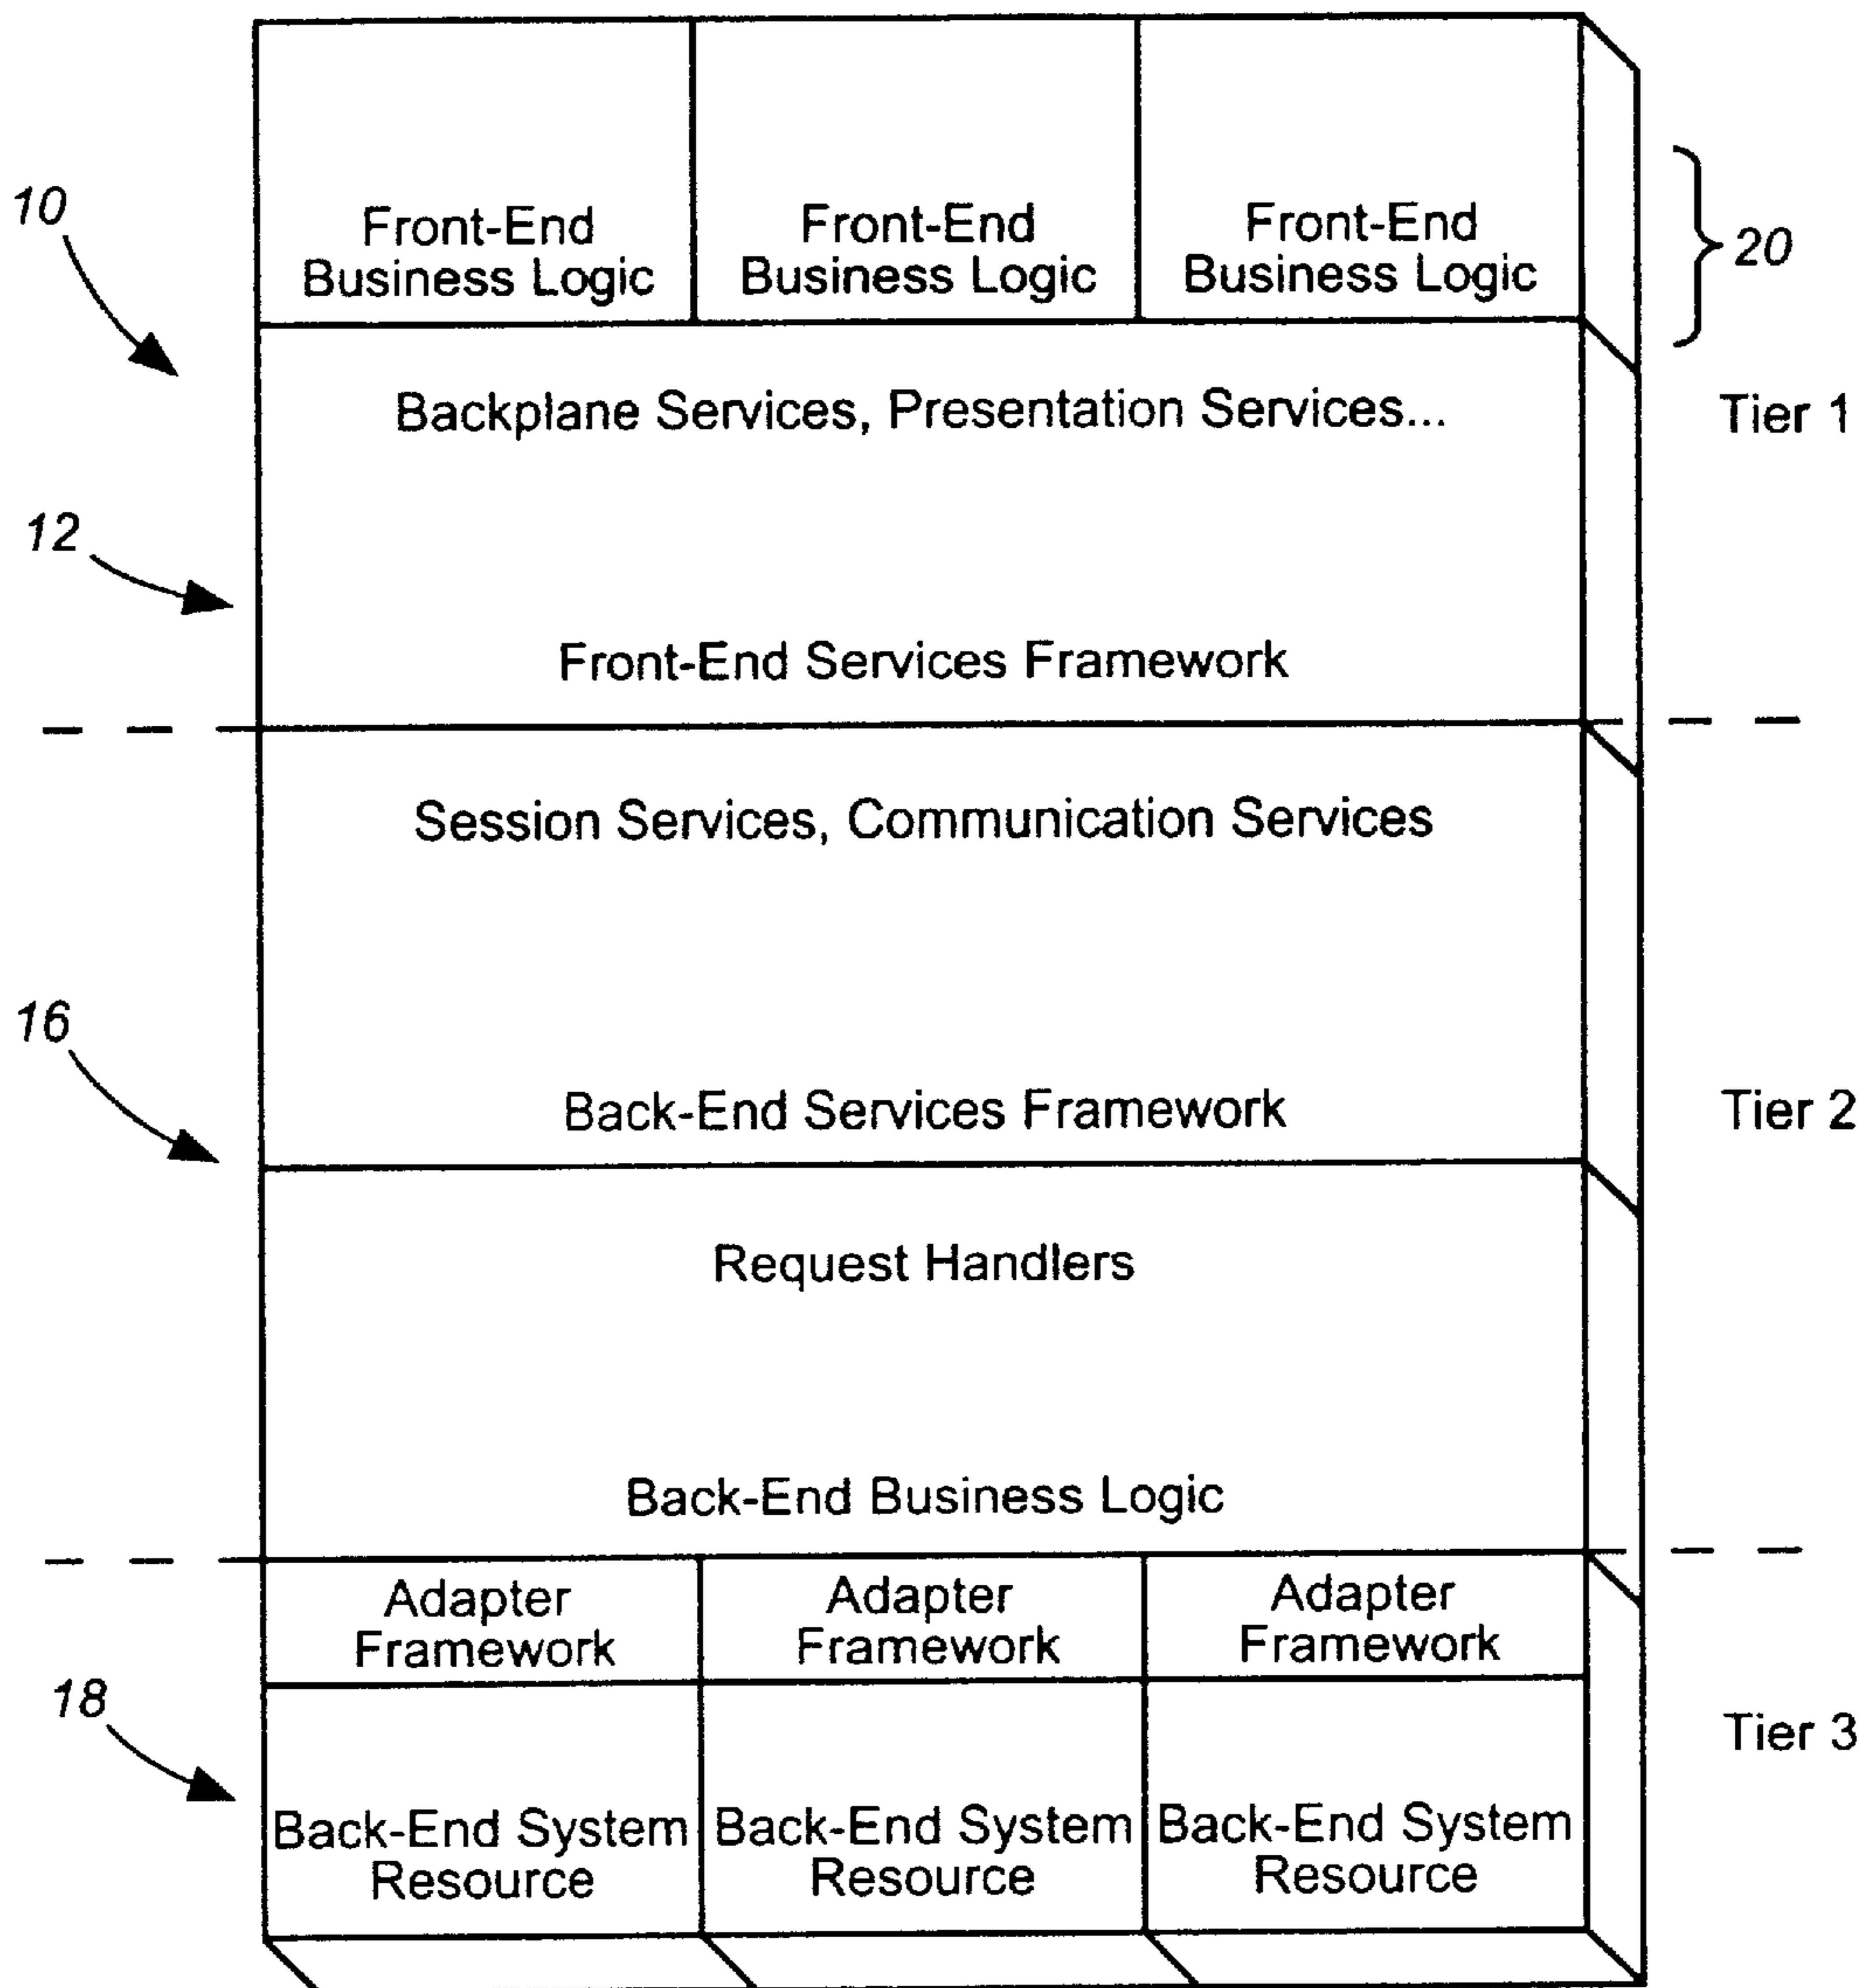 10
12
16
18
Front-End
Business Logic
Front-End
Business Logic
Front-End
Business Logic
20
Backplane Services, Presentation Services...
Tier 1
Front-End Services Framework
Session Services, Communication Services
Back-End Services Framework
Tier 2
Request Handlers
Back-End Business Logic
Adapter
Framework
Adapter
Framework
Adapter
Framework
Tier 3
Back-End System
Resource
Back-End System
Resource
Back-End System
Resource